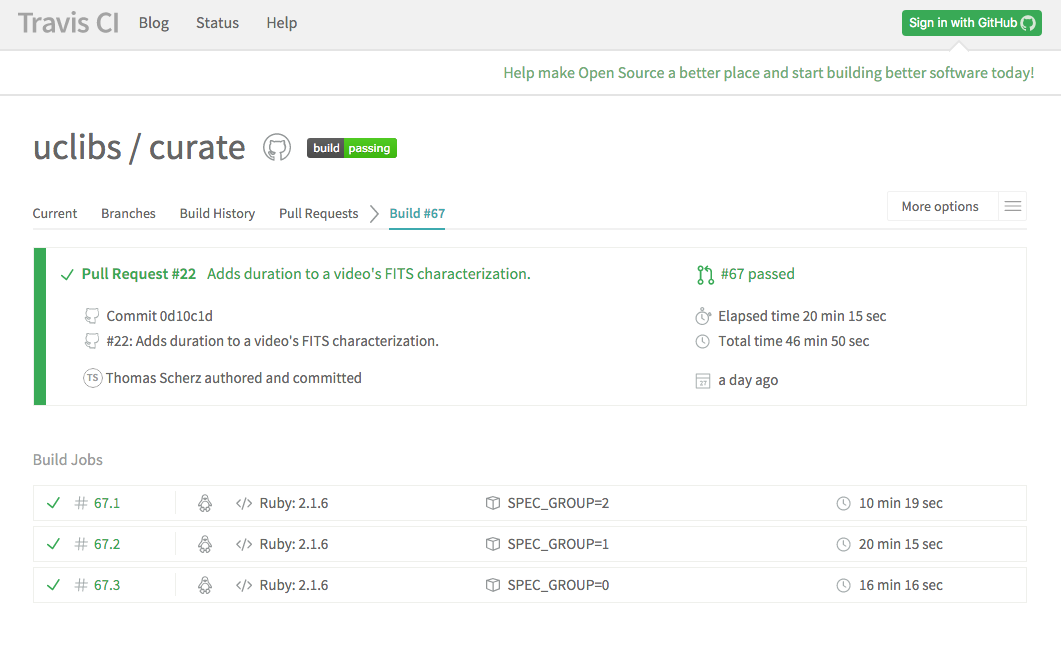 Travis CI Blog Status Help Sign in with GitHub
Help make Open Source a better place and start building better software today!
uclibs / curate build passing
Current Branches Build History Pull Requests Build #67 More options
Pull Request #22 Adds duration to a video's FITS characterization. #67 passed
Commit 0d10c1d Elapsed time 20 min 15 sec
#22: Adds duration to a video's FITS characterization. Total time 46 min 50 sec
TS Thomas Scherz authored and committed 27 a day ago
Build Jobs
# 67.1 </> Ruby: 2.1.6 SPEC_GROUP=2 10 min 19 sec
# 67.2 </> Ruby: 2.1.6 SPEC_GROUP=1 20 min 15 sec
# 67.3 </> Ruby: 2.1.6 SPEC_GROUP=0 16 min 16 sec